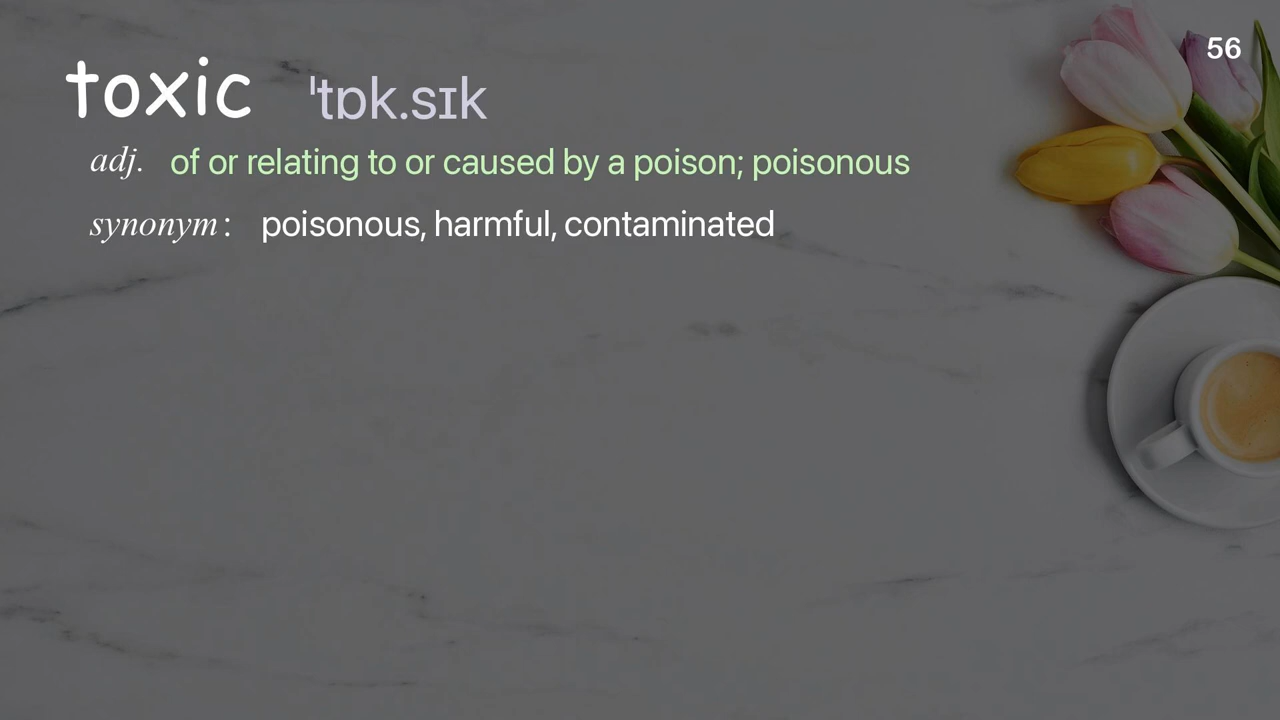 56
toxic ˈtɒk.sɪk
adj. of or relating to or caused by a poison; poisonous
synonym: poisonous, harmful, contaminated